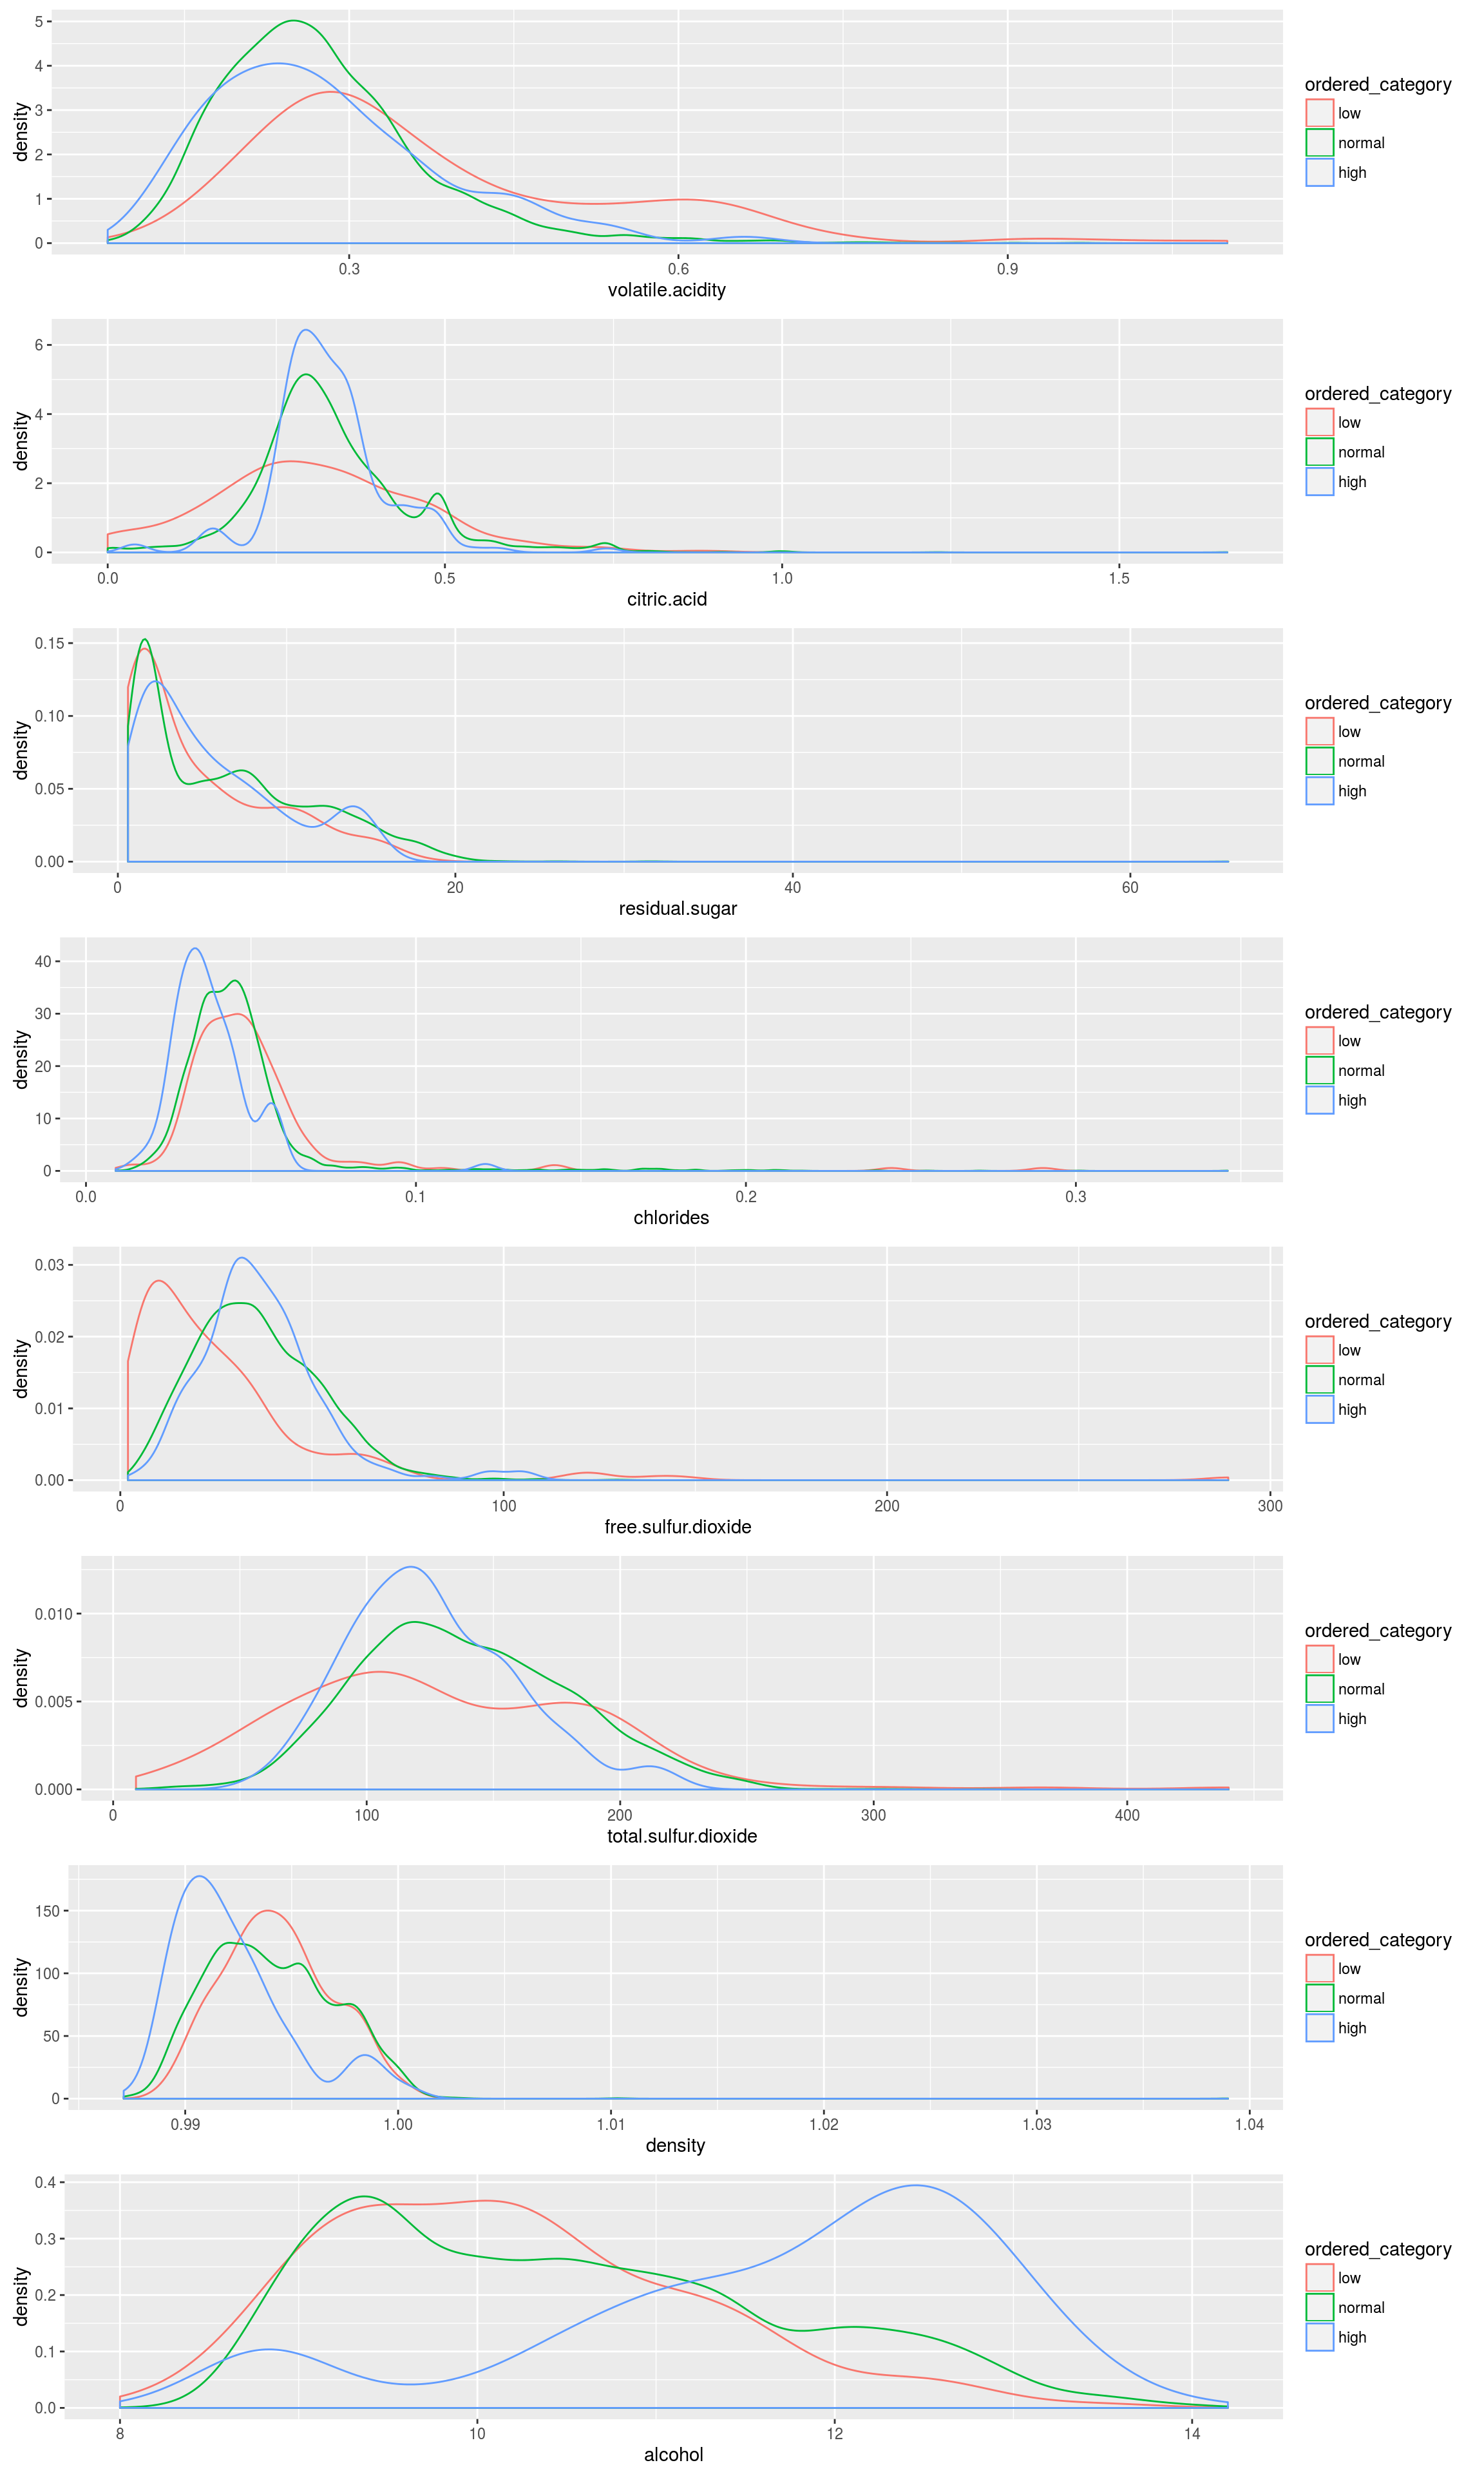 5
4
3
2
1
0
density
0.3 0.6 0.9
volatile.acidity
ordered_category
low
normal
high
6
4
2
0
density
0.0 0.5 1.0 1.5
citric.acid
ordered_category
low
normal
high
0.15
0.10
0.05
0.00
density
0 20 40 60
residual.sugar
ordered_category
low
normal
high
40
30
20
10
0
density
0.0 0.1 0.2 0.3
chlorides
ordered_category
low
normal
high
0.03
0.02
0.01
0.00
density
0 100 200 300
free.sulfur.dioxide
ordered_category
low
normal
high
0.010
0.005
0.000
density
0 100 200 300 400
total.sulfur.dioxide
ordered_category
low
normal
high
150
100
50
0
density
0.99 1.00 1.01 1.02 1.03 1.04
density
ordered_category
low
normal
high
0.4
0.3
0.2
0.1
0.0
density
8 10 12 14
alcohol
ordered_category
low
normal
high